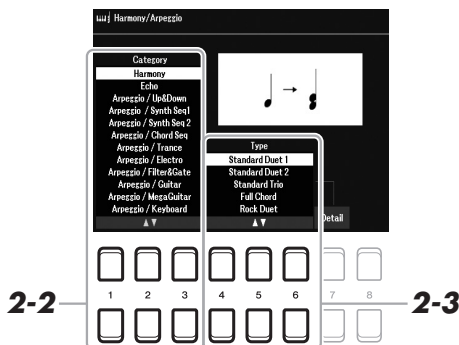 Harmony/Arpeggio
Category
Harmony
Echo
Arpeggio / Up&Down
Arpeggio / Synth Seq1
Arpeggio / Synth Seq 2
Arpeggio / Chord Seq
Arpeggio / Trance
Arpeggio / Electro
Arpeggio / Filter&Gate
Arpeggio / Guitar
Arpeggio / MegaGuitar
Arpeggio / Keyboard
Type
Standard Duet 1
Standard Duet 2
Standard Trio
Full Chord
Rock Duet
Detail
1 2 3 4 5 6 7 8
2-2
2-3